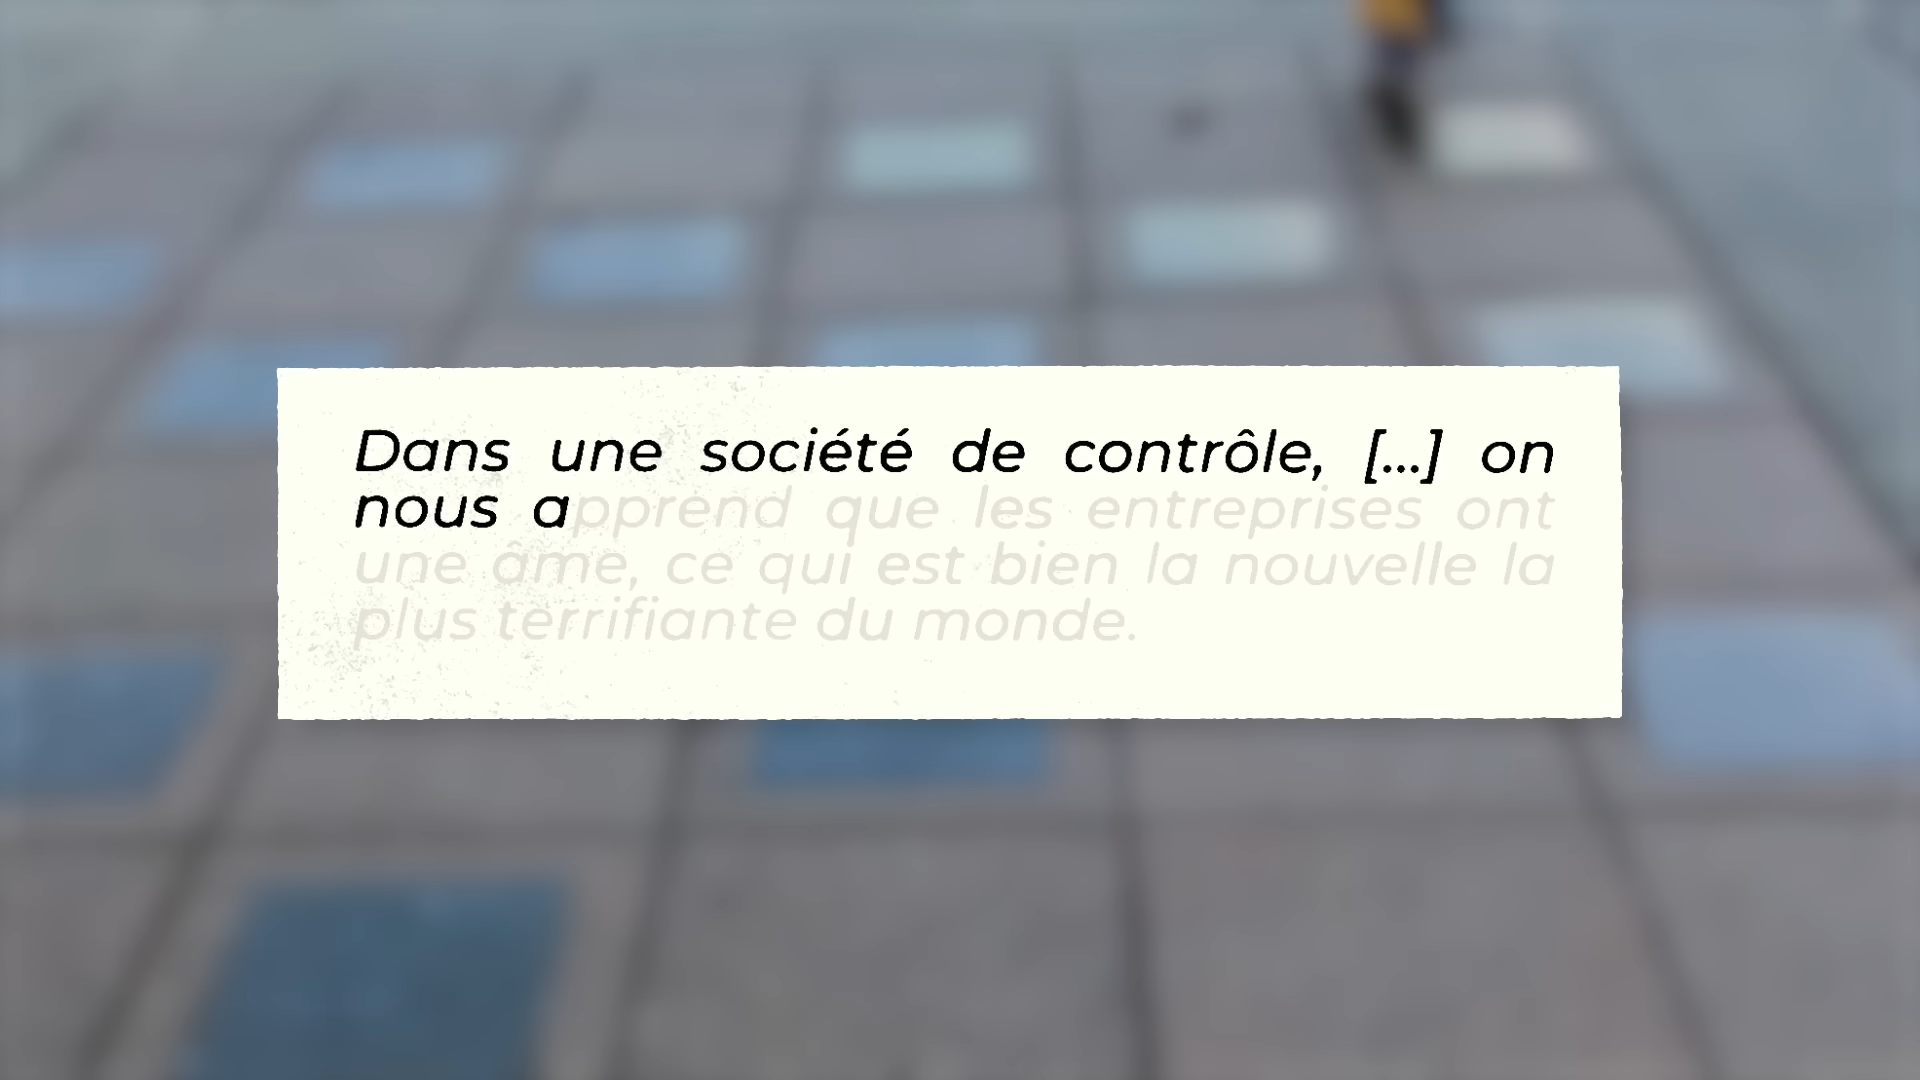 Dans une société de contrôle, [...] on
nous apprend que les entreprises ont
une âme, ce qui est bien la nouvelle la
plus terrifiante du monde.